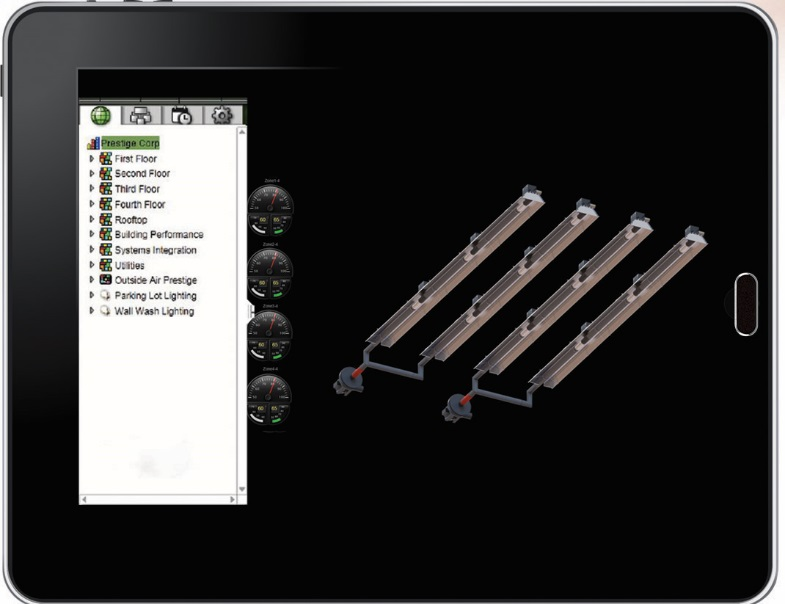 Prestige Corp
First Floor
Second Floor
Third Floor
Fourth Floor
Rooftop
Building Performance
Systems Integration
Utilities
Outside Air Prestige
Parking Lot Lighting
Wall Wash Lighting